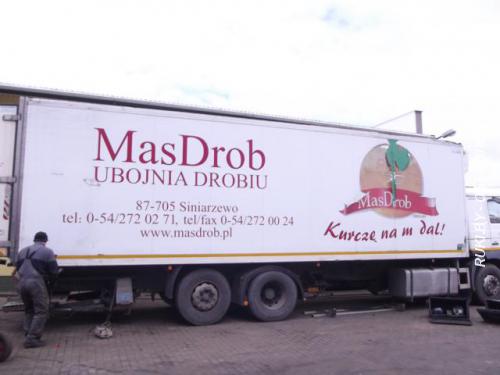 MasDrob
UBOJNIA DROBIU
87-705 Siniarzewo
tel: 0-54/272 02 71, tel/fax 0-54/272 00 24
www.masdrob.pl
MasDrob
Kurczę na m dal!